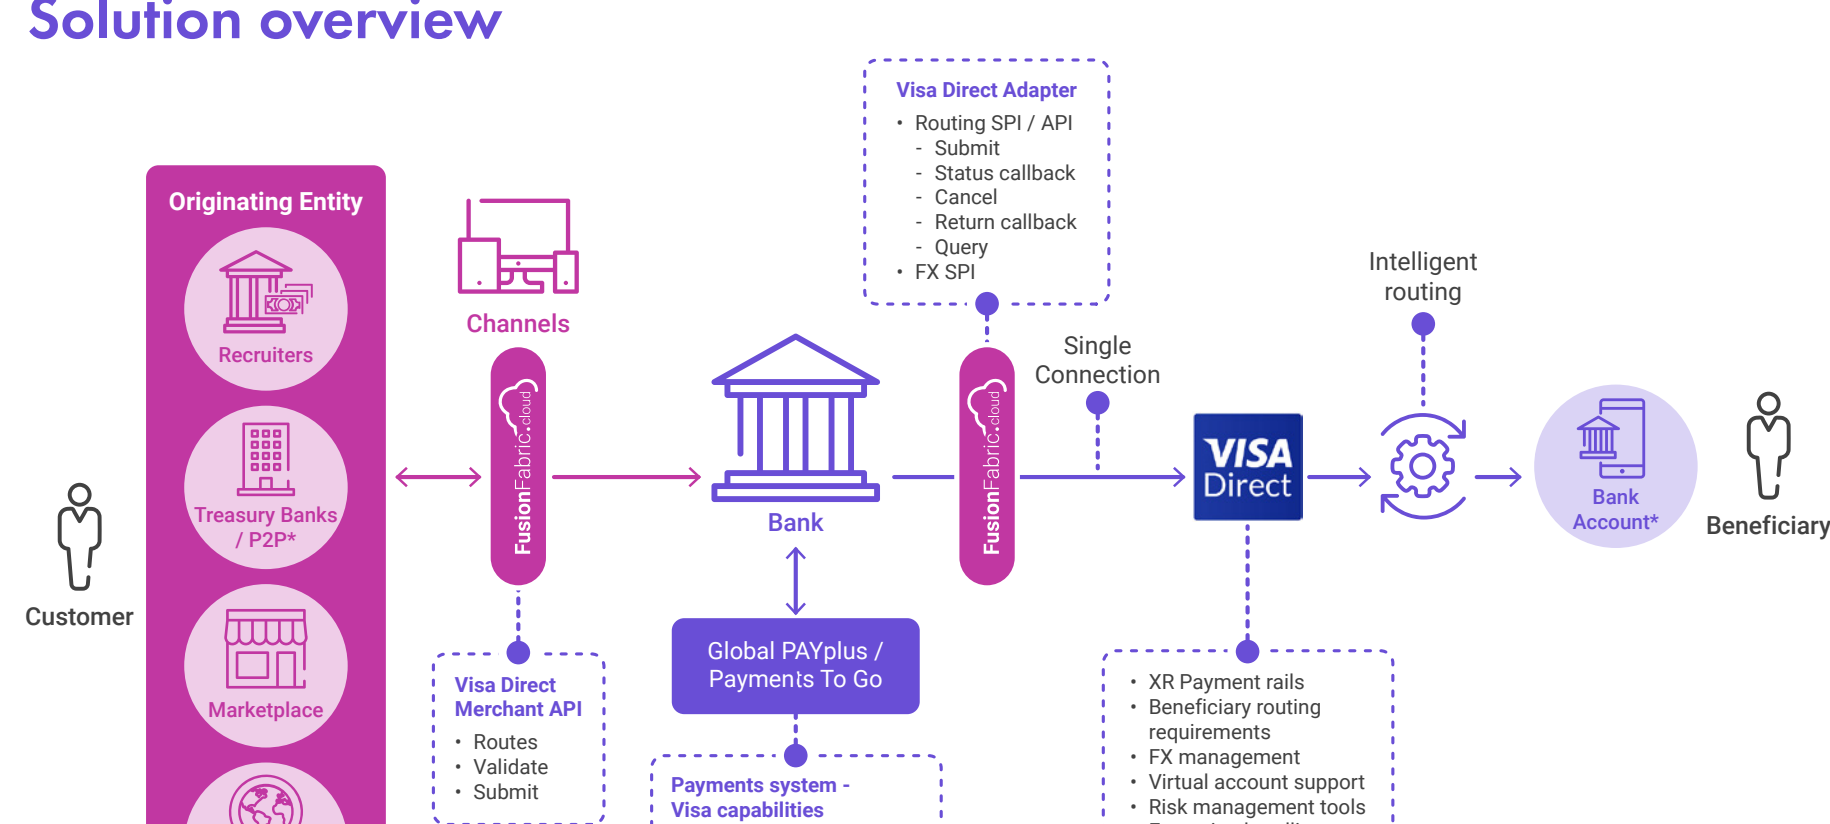 Solution overview
Visa Direct Adapter
• Routing SPI / API
- Submit
- Status callback
- Cancel
- Return callback
- Query
• FX SPI
Originating Entity
Recruiters
Treasury Banks
/ P2P*
Marketplace
Customer
Channels
FusionFabric.cloud
Visa Direct
Merchant API
• Routes
• Validate
• Submit
Bank
Global PAYplus /
Payments To Go
Payments system -
Visa capabilities
FusionFabric.cloud
Single
Connection
VISA
Direct
• XR Payment rails
• Beneficiary routing
requirements
• FX management
• Virtual account support
• Risk management tools
Intelligent
routing
Bank
Account*
Beneficiary